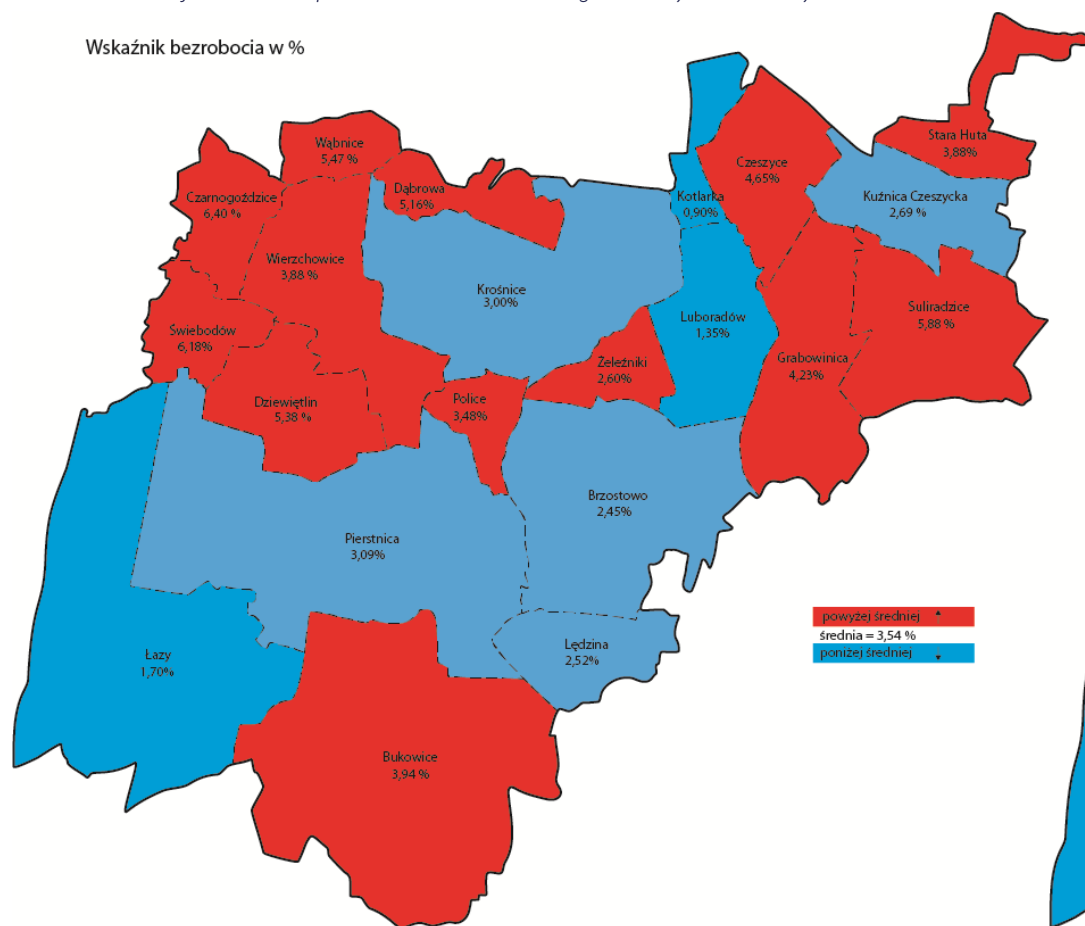 Wskaźnik bezrobocia w %
Wąbnice
5,47 %
Stara Huta
3,88%
Czeszyce
4,65%
Dąbrowa
5,16%
Czarnogoździce
6,40 %
Kotlarka
0,90%
Kuźnica Czeszycka
2,69 %
Wierzchowice
3,88 %
Krośnice
3,00%
Suliradzice
5,88 %
Luboradów
1,35%
Świebodów
6,18%
Żeleźniki
2,60%
Grabowinica
4,23%
Dziewiętlin
5,38 %
Police
3,48%
Brzostowo
2,45%
Pierstnica
3,09%
powyżej średniej
średnia = 3,54 %
poniżej średniej
Lędzina
2,52%
Łazy
1,70%
Bukowice
3,94 %